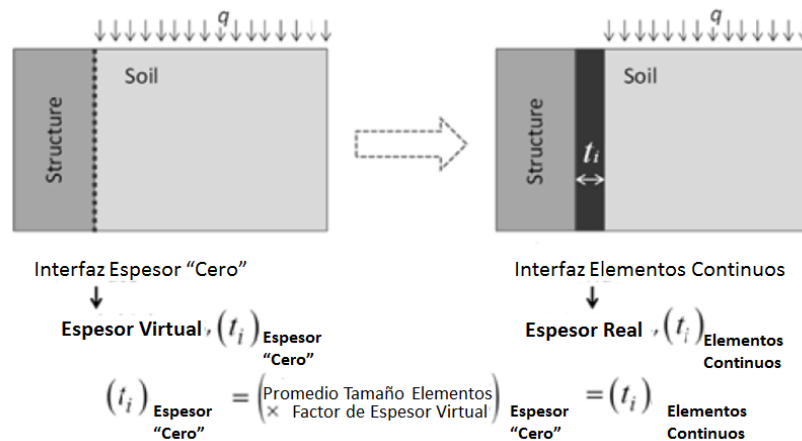 q q
Soil Soil
Structure Structure
tᵢ
Interfaz Espesor “Cero” Interfaz Elementos Continuos
Espesor Virtual, (tᵢ) Espesor “Cero” Espesor Real, (tᵢ) Elementos Continuos
(tᵢ) Espesor “Cero” = (Promedio Tamaño Elementos × Factor de Espesor Virtual) Espesor “Cero” = (tᵢ) Elementos Continuos